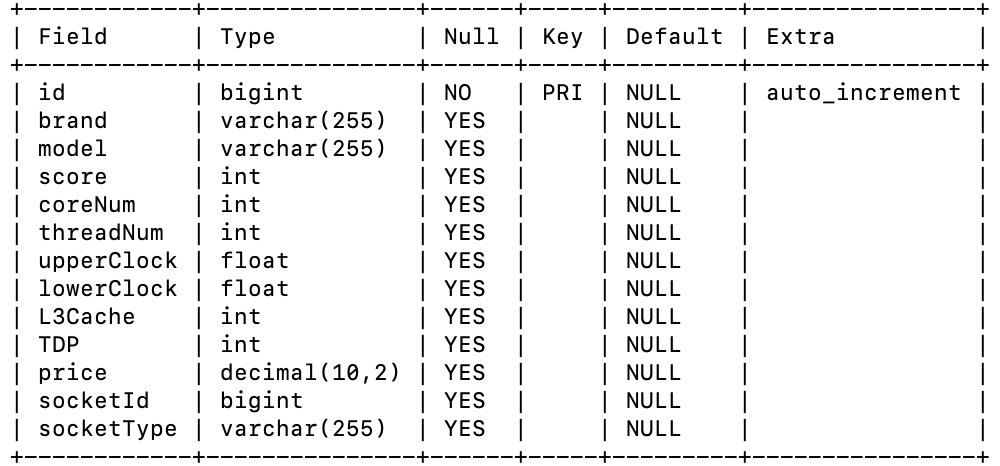 +------------+---------------+------+-----+---------+----------------+
| Field      | Type          | Null | Key | Default | Extra          |
+------------+---------------+------+-----+---------+----------------+
| id         | bigint        | NO   | PRI | NULL    | auto_increment |
| brand      | varchar(255)  | YES  |     | NULL    |                |
| model      | varchar(255)  | YES  |     | NULL    |                |
| score      | int           | YES  |     | NULL    |                |
| coreNum    | int           | YES  |     | NULL    |                |
| threadNum  | int           | YES  |     | NULL    |                |
| upperClock | float         | YES  |     | NULL    |                |
| lowerClock | float         | YES  |     | NULL    |                |
| L3Cache    | int           | YES  |     | NULL    |                |
| TDP        | int           | YES  |     | NULL    |                |
| price      | decimal(10,2) | YES  |     | NULL    |                |
| socketId   | bigint        | YES  |     | NULL    |                |
| socketType | varchar(255)  | YES  |     | NULL    |                |
+------------+---------------+------+-----+---------+----------------+